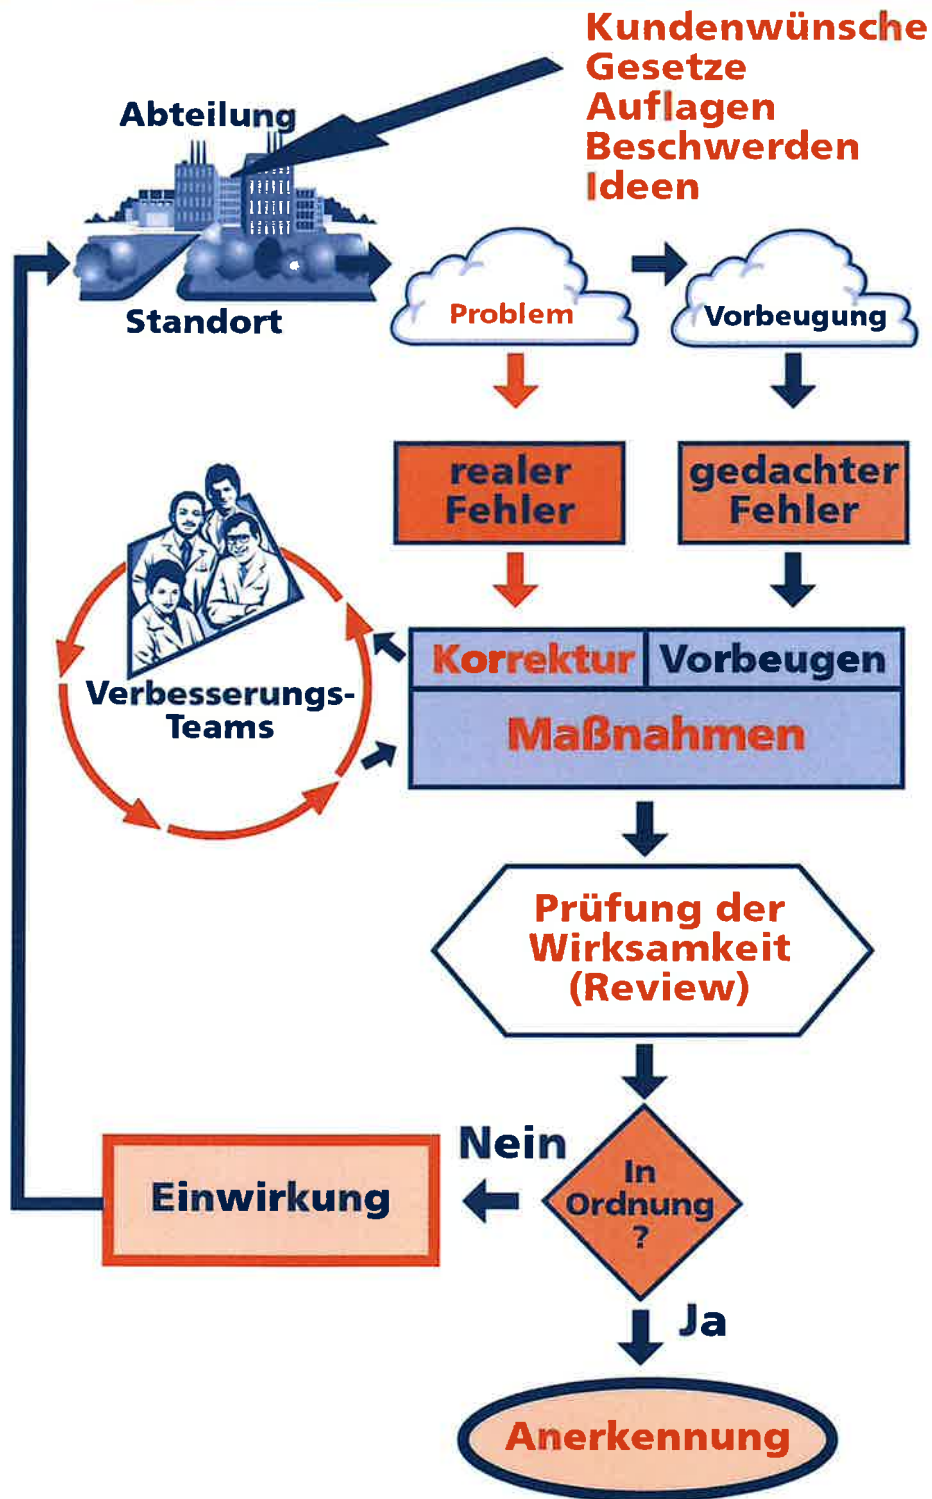 Kundenwünsche
Gesetze
Auflagen
Beschwerden
Ideen
Abteilung
Standort
Problem
Vorbeugung
realer
Fehler
gedachter
Fehler
Verbesserungs-
Teams
Korrektur
Vorbeugen
Maßnahmen
Prüfung der
Wirksamkeit
(Review)
In
Ordnung
?
Nein
Einwirkung
Ja
Anerkennung